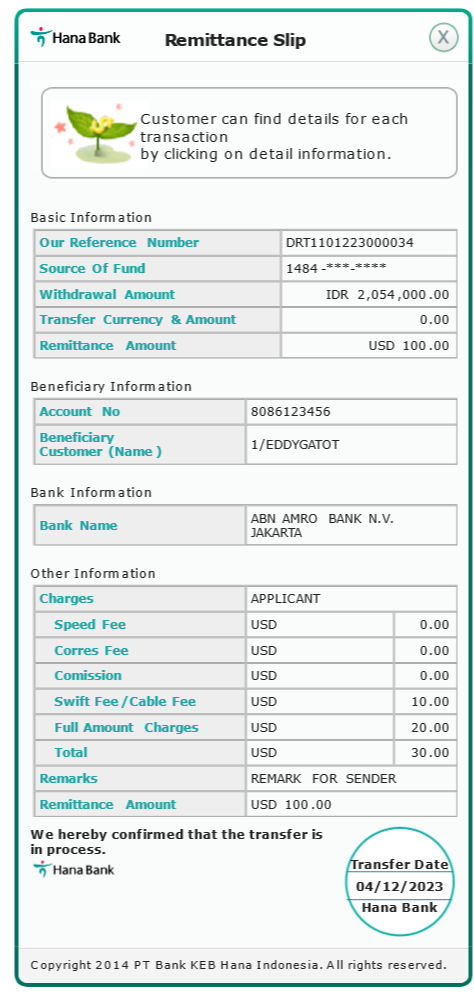 Hana Bank
Remittance Slip
X
Customer can find details for each
transaction
by clicking on detail information.
Basic Information
Our Reference Number DRT1101223000034
Source Of Fund 1484-***-****
Withdrawal Amount IDR 2,054,000.00
Transfer Currency & Amount 0.00
Remittance Amount USD 100.00
Beneficiary Information
Account No 8086123456
Beneficiary
Customer (Name) 1/EDDYGATOT
Bank Information
Bank Name ABN AMRO BANK N.V.
JAKARTA
Other Information
Charges APPLICANT
Speed Fee USD 0.00
Corres Fee USD 0.00
Comission USD 0.00
Swift Fee/Cable Fee USD 10.00
Full Amount Charges USD 20.00
Total USD 30.00
Remarks REMARK FOR SENDER
Remittance Amount USD 100.00
We hereby confirmed that the transfer is
in process.
Hana Bank
Transfer Date
04/12/2023
Hana Bank
Copyright 2014 PT Bank KEB Hana Indonesia. All rights reserved.